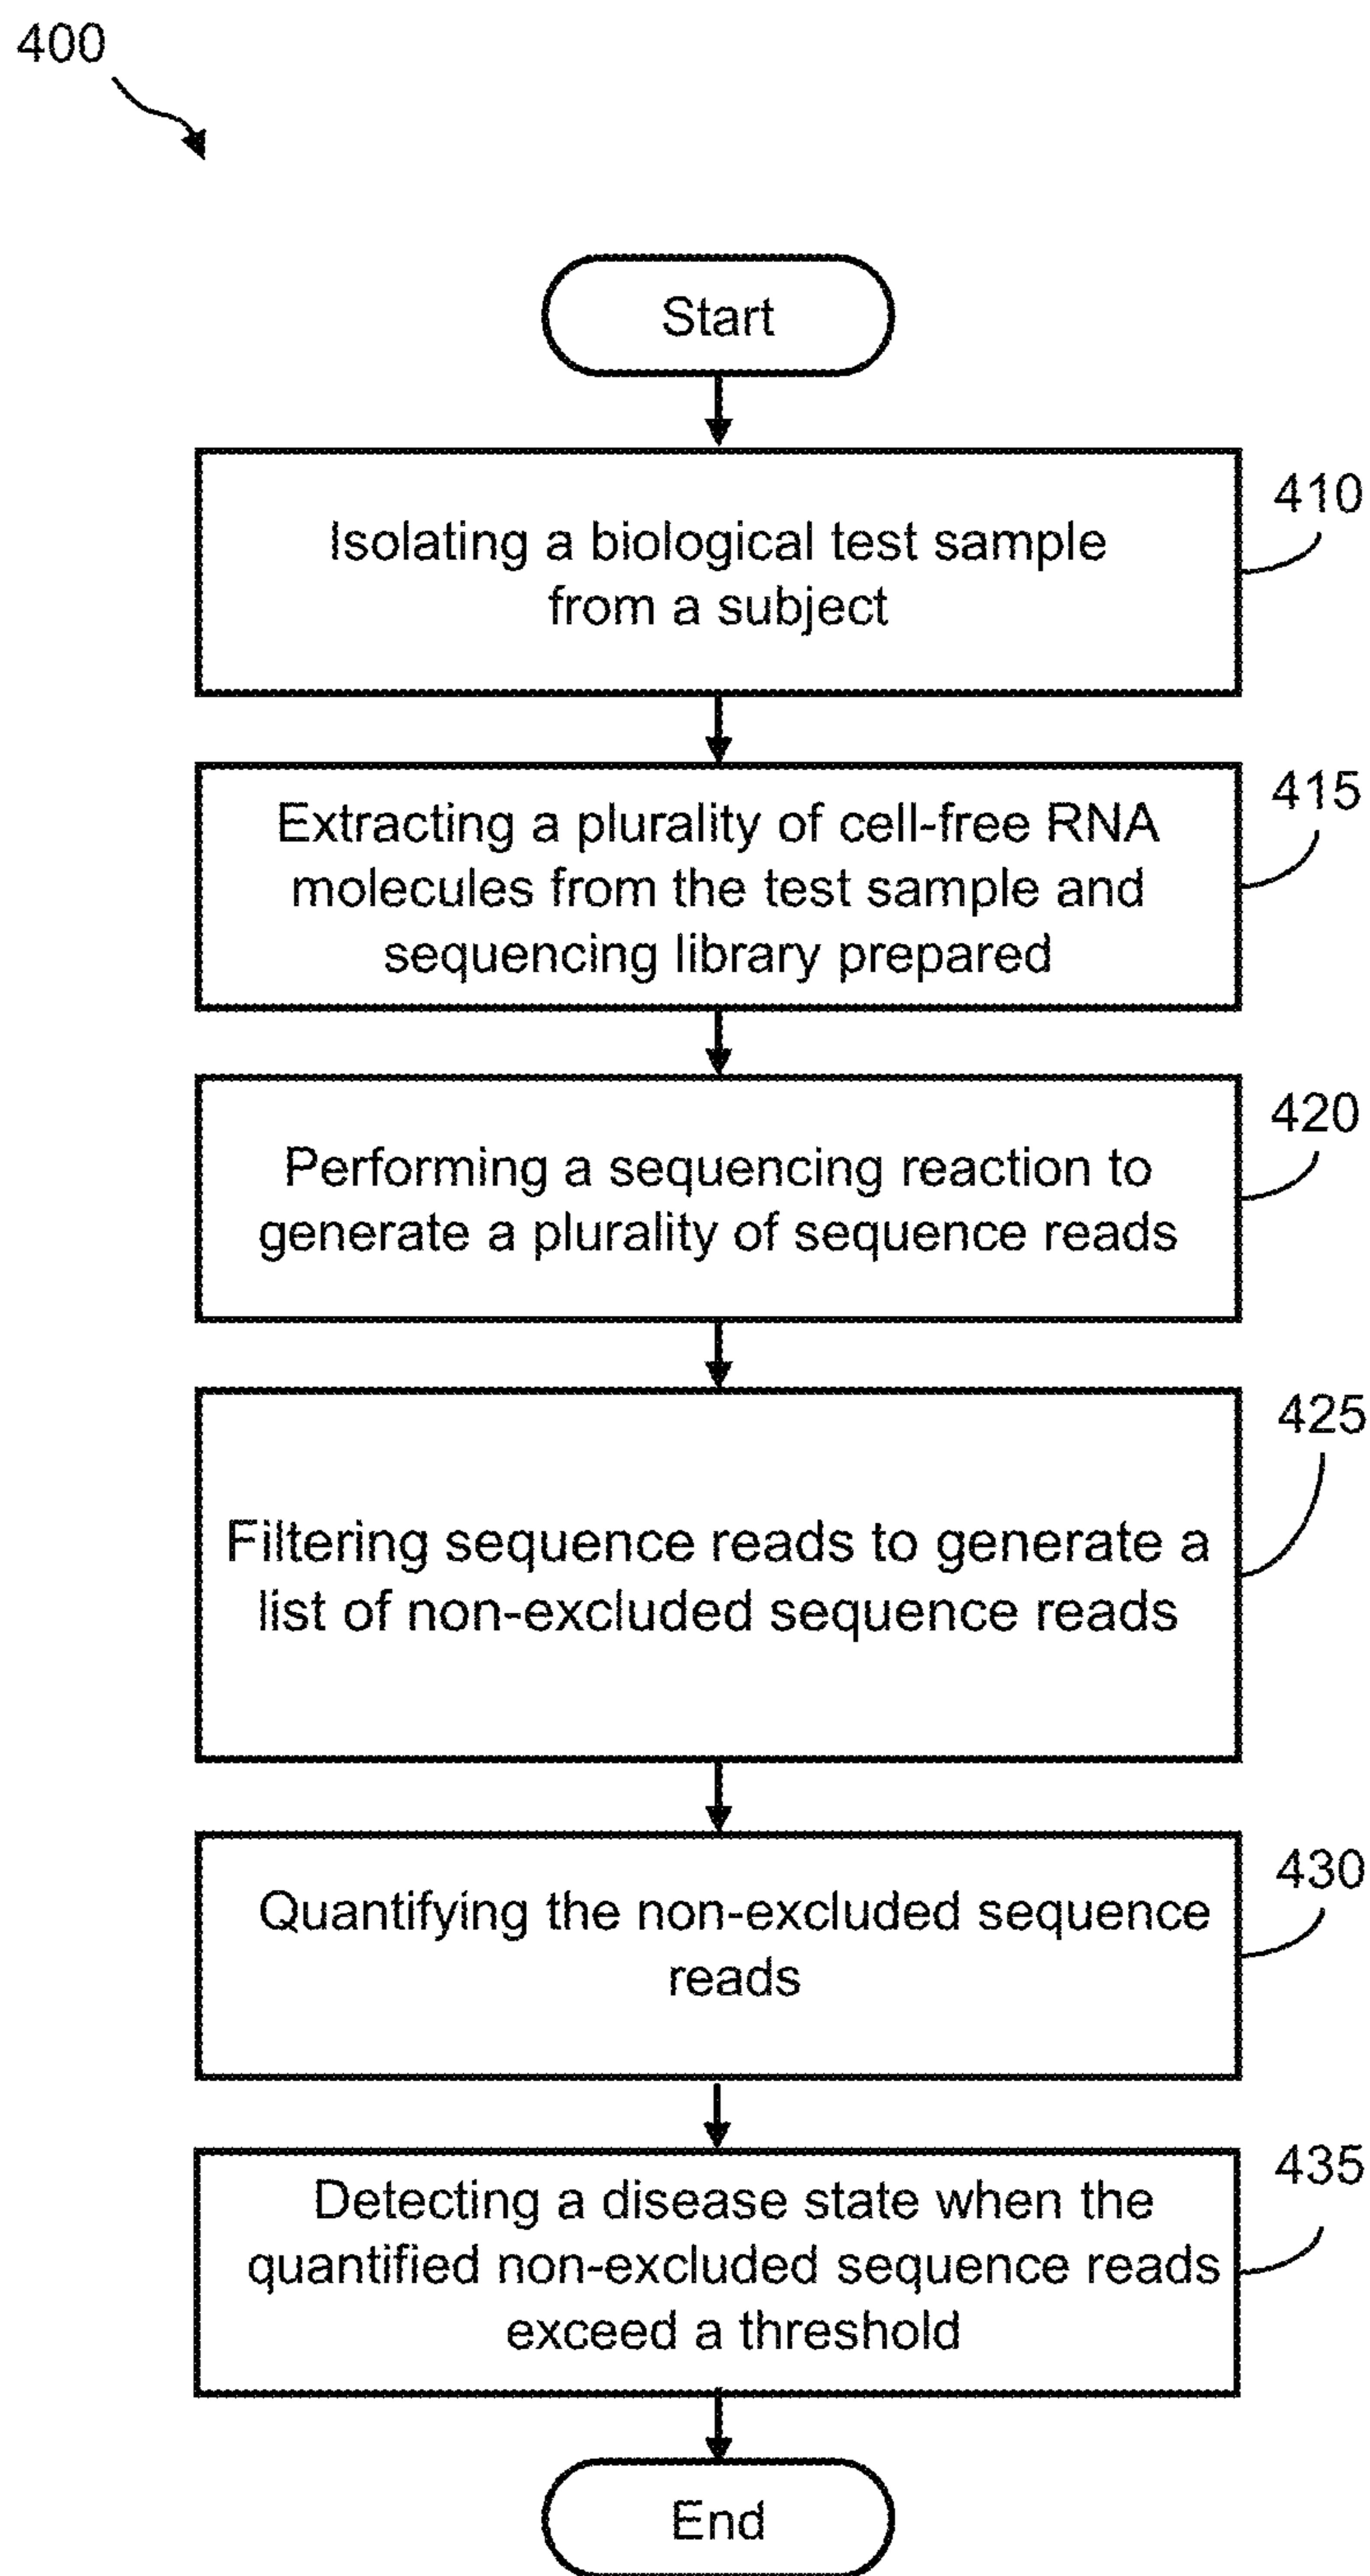 400
Start
Isolating a biological test sample
from a subject
410
Extracting a plurality of cell-free RNA
molecules from the test sample and
sequencing library prepared
415
Performing a sequencing reaction to
generate a plurality of sequence reads
420
Filtering sequence reads to generate a
list of non-excluded sequence reads
425
Quantifying the non-excluded sequence
reads
430
Detecting a disease state when the
quantified non-excluded sequence reads
exceed a threshold
435
End